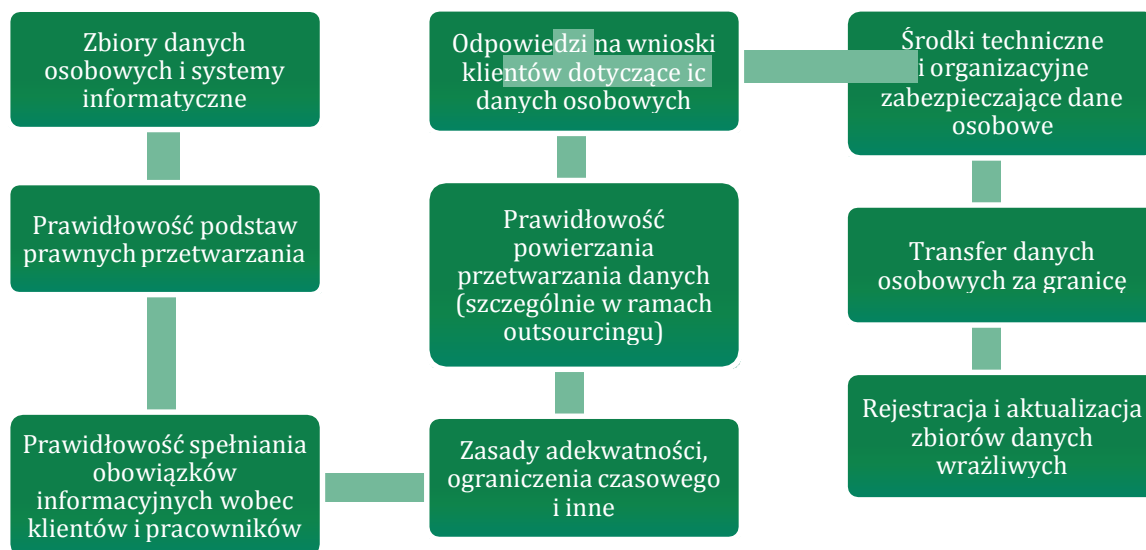 Zbiory danych
osobowych i systemy
informatyczne
Prawidłowość podstaw
prawnych przetwarzania
Prawidłowość spełniania
obowiązków
informacyjnych wobec
klientów i pracowników
Zasady adekwatności,
ograniczenia czasowego
i inne
Prawidłowość
powierzania
przetwarzania danych
(szczególnie w ramach
outsourcingu)
Odpowiedzi na wnioski
klientów dotyczące ic
danych osobowych
Środki techniczne
i organizacyjne
zabezpieczające dane
osobowe
Transfer danych
osobowych za granicę
Rejestracja i aktualizacja
zbiorów danych
wrażliwych